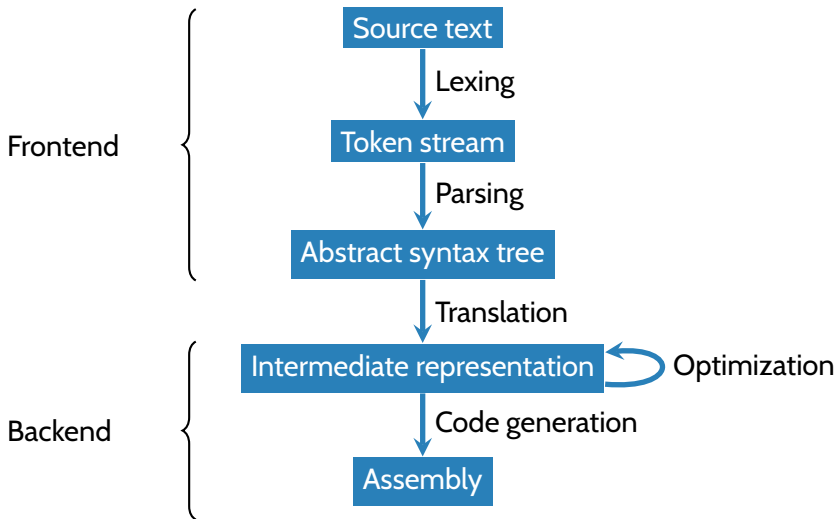 Source text
Lexing
Frontend
Token stream
Parsing
Abstract syntax tree
Translation
Intermediate representation
Optimization
Backend
Code generation
Assembly